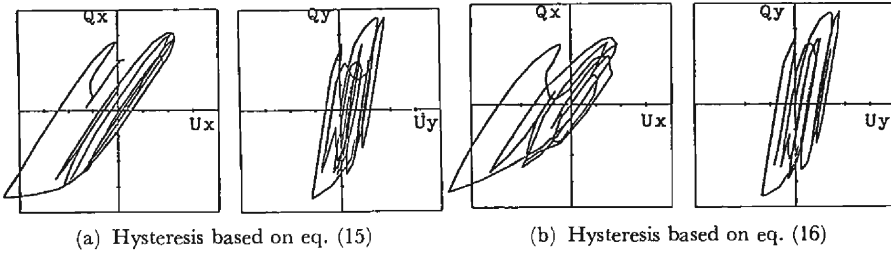 Qx
Ux
Qy
Uy
Qx
Ux
Qy
Uy
(a) Hysteresis based on eq. (15)
(b) Hysteresis based on eq. (16)